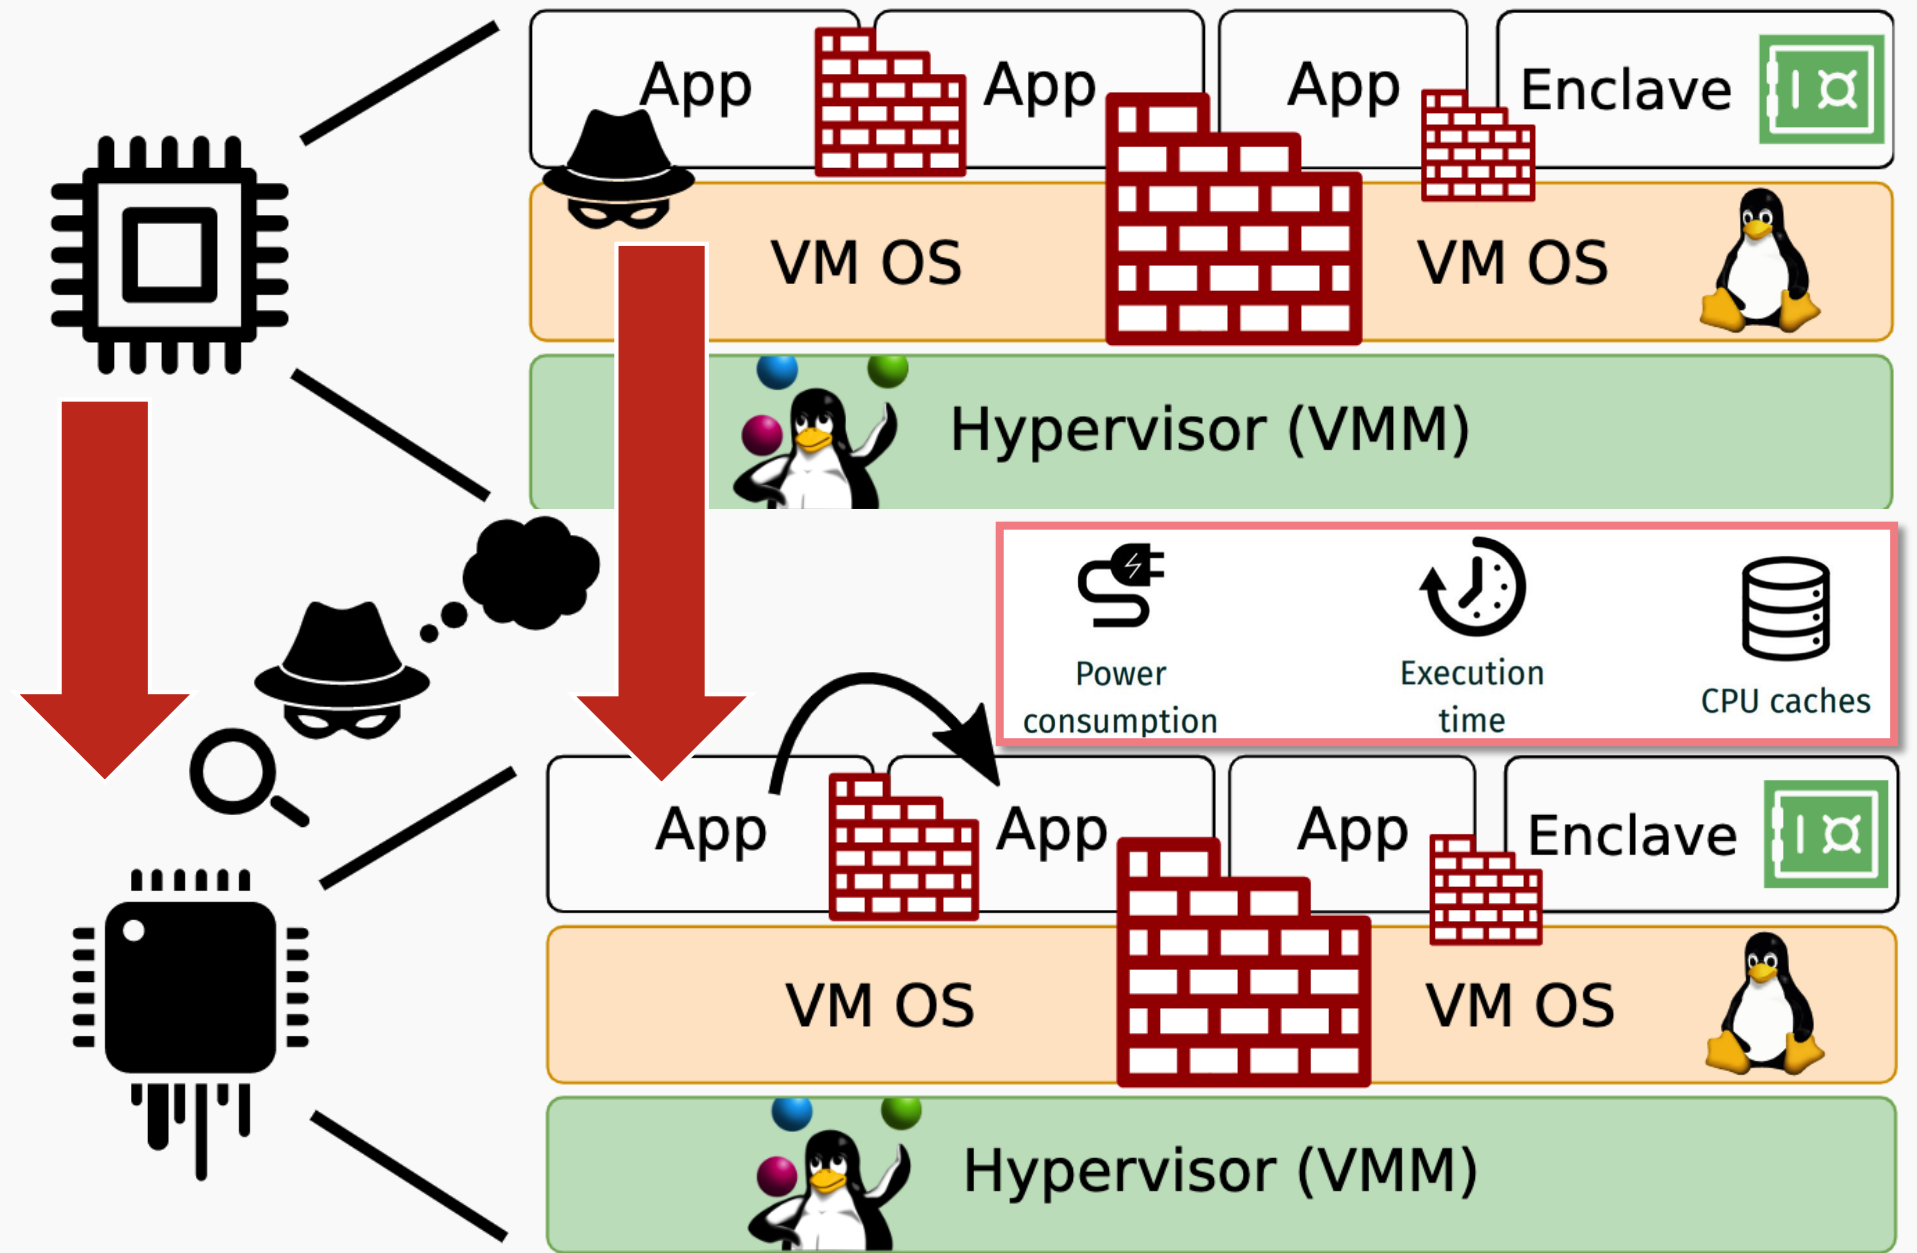 App
App
App
Enclave
VM OS
VM OS
Hypervisor (VMM)
Power
consumption
Execution
time
CPU caches
App
App
App
Enclave
VM OS
VM OS
Hypervisor (VMM)